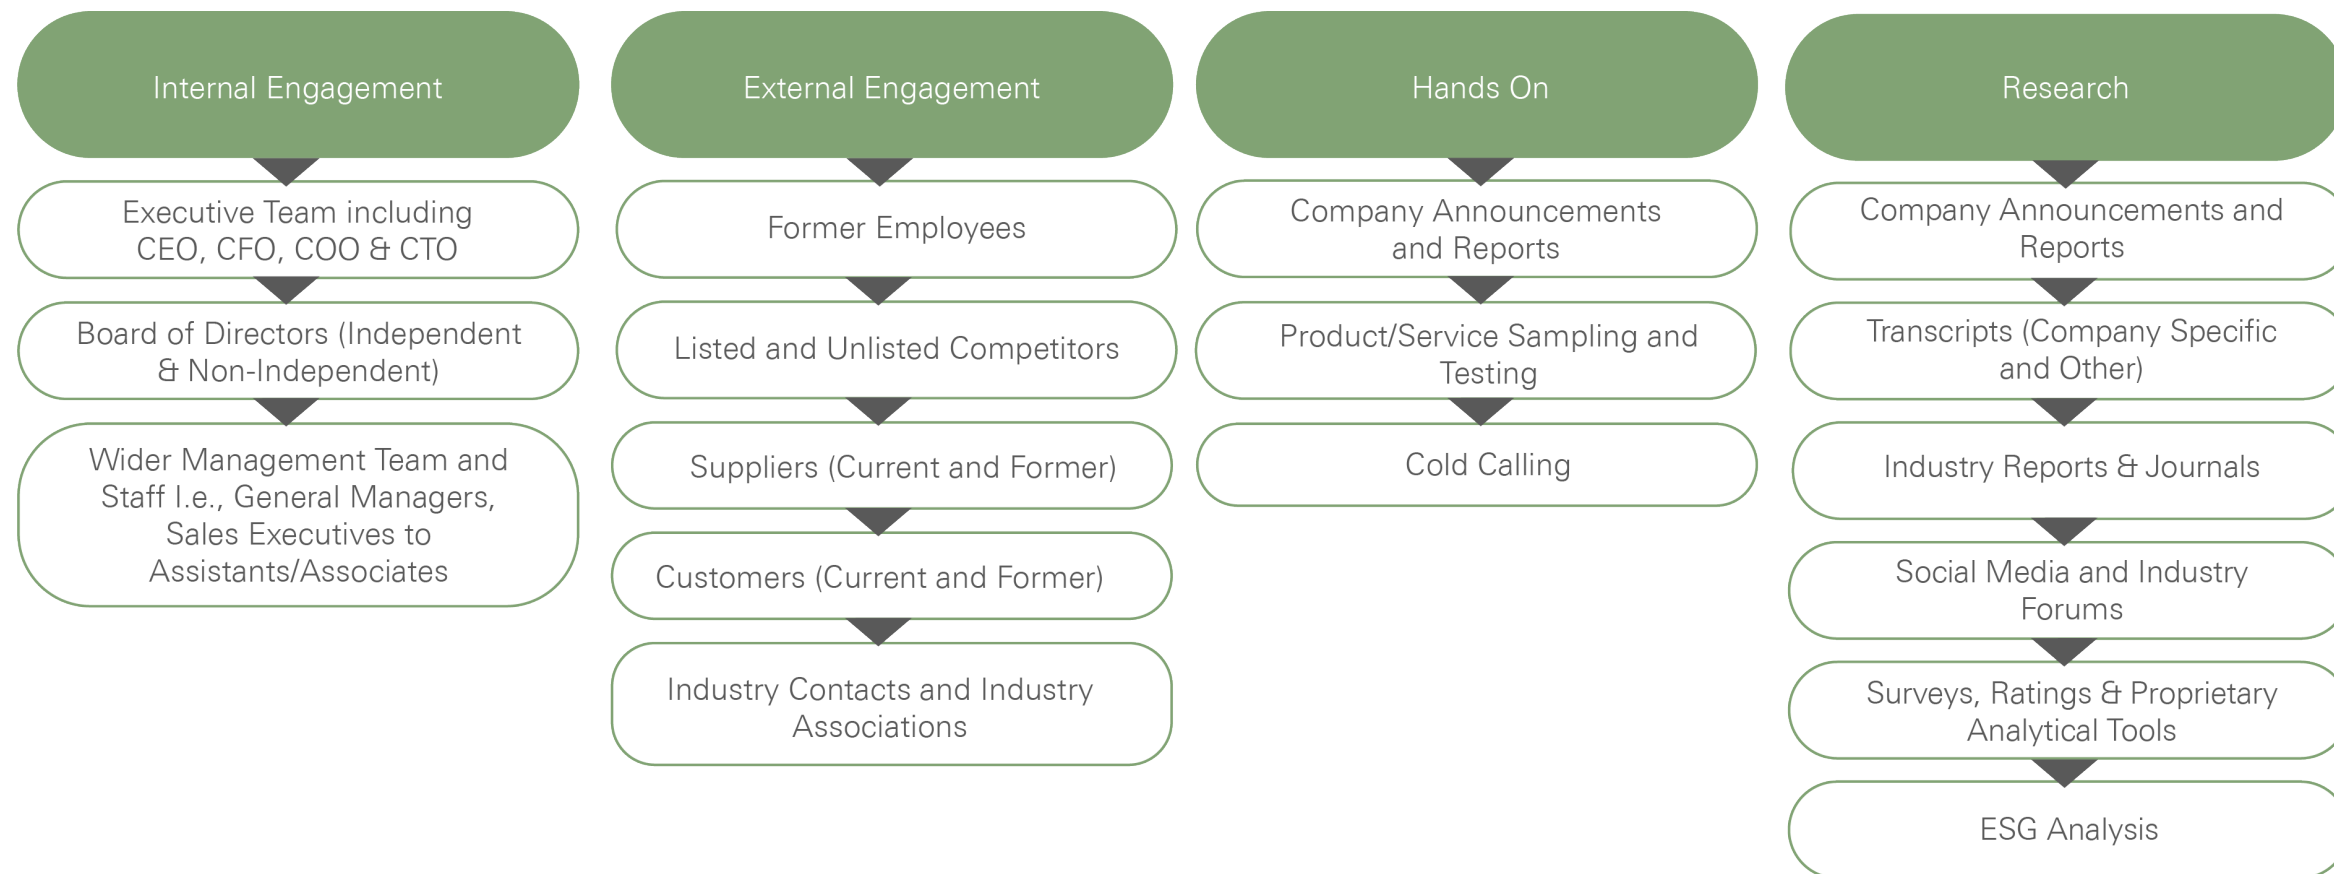 Internal Engagement
Executive Team including
CEO, CFO, COO & CTO
Board of Directors (Independent
& Non-Independent)
Wider Management Team and
Staff I.e., General Managers,
Sales Executives to
Assistants/Associates
External Engagement
Former Employees
Listed and Unlisted Competitors
Suppliers (Current and Former)
Customers (Current and Former)
Industry Contacts and Industry
Associations
Hands On
Company Announcements
and Reports
Product/Service Sampling and
Testing
Cold Calling
Research
Company Announcements and
Reports
Transcripts (Company Specific
and Other)
Industry Reports & Journals
Social Media and Industry
Forums
Surveys, Ratings & Proprietary
Analytical Tools
ESG Analysis